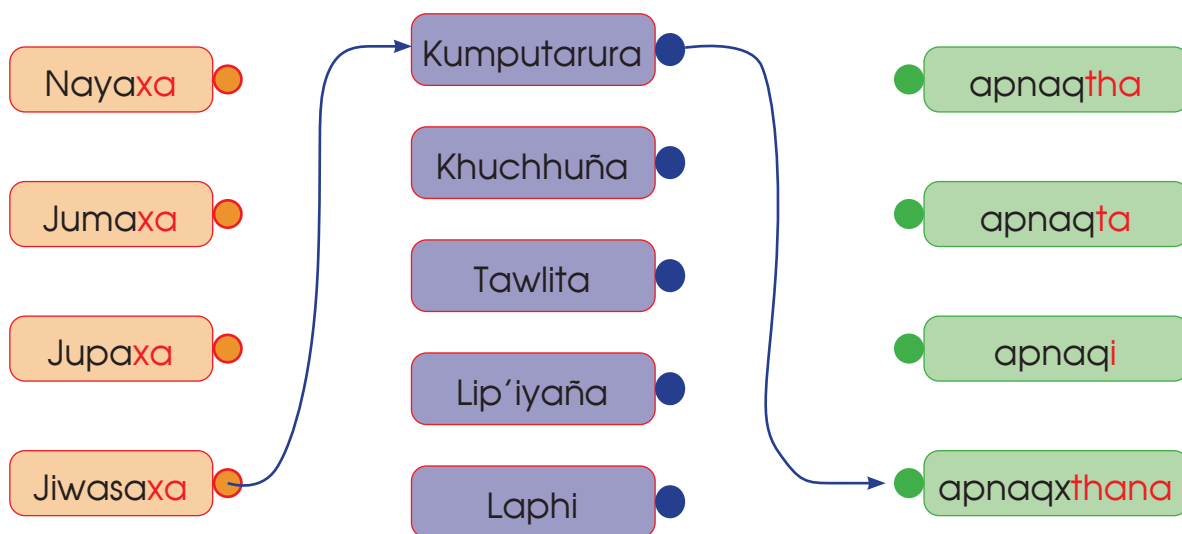 Nayaxa
Jumaxa
Jupaxa
Jiwasaxa
Kumputarura
Khuchhuña
Tawlita
Lip´iyaña
Laphi
apnaqtha
apnaqta
apnaqi
apnaqxthana